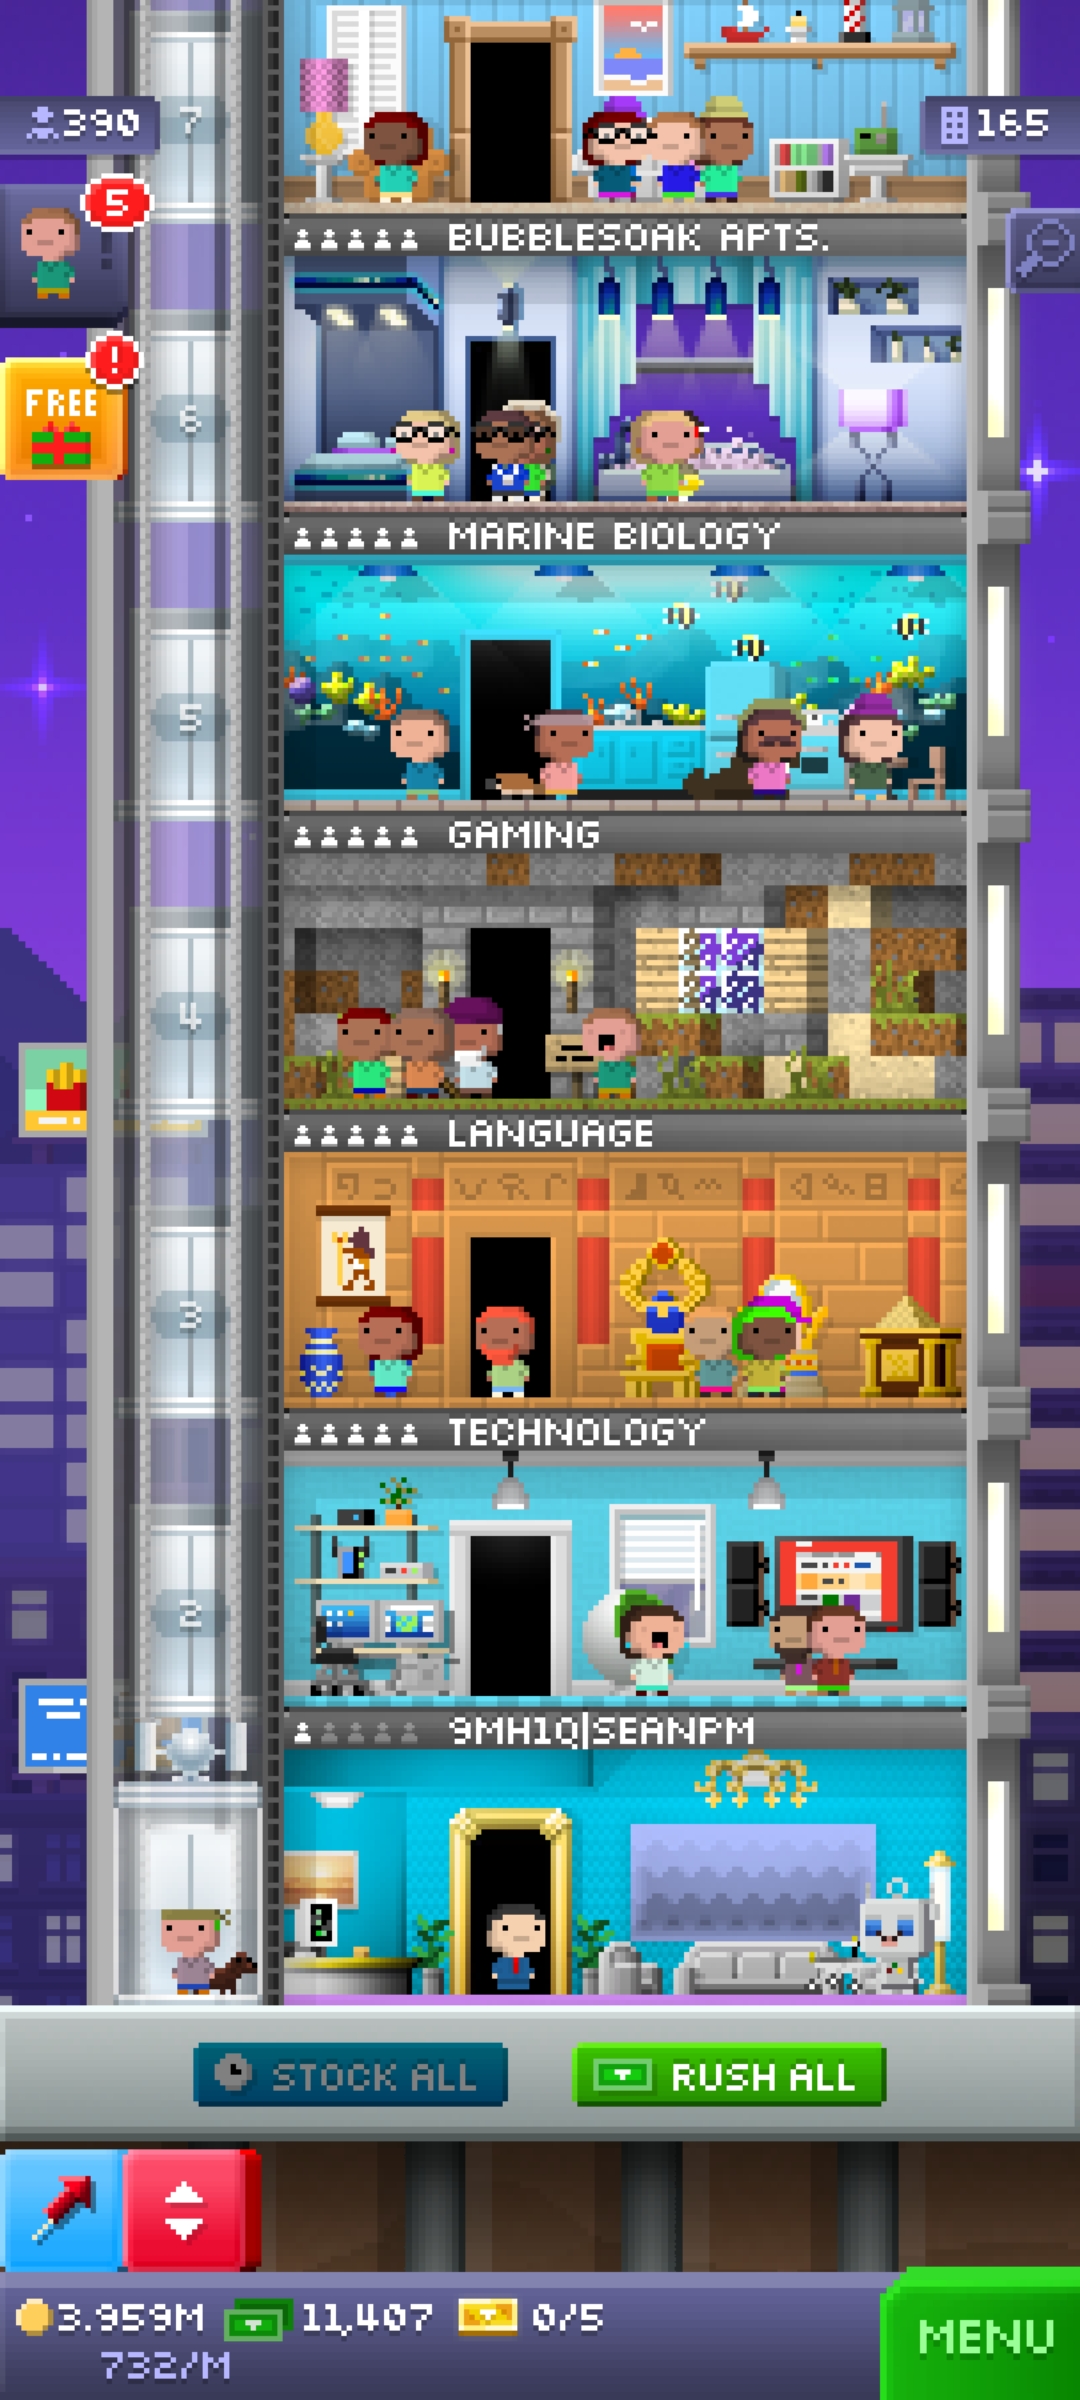 7
390
165
5
BUBBLESOAK APTS.
!
FREE
6
MARINE BIOLOGY
5
GAMING
4
LANGUAGE
3
TECHNOLOGY
2
9MH1Q|SEANPM
STOCK ALL
RUSH ALL
3.959M
11,407
0/5
732/M
MENU